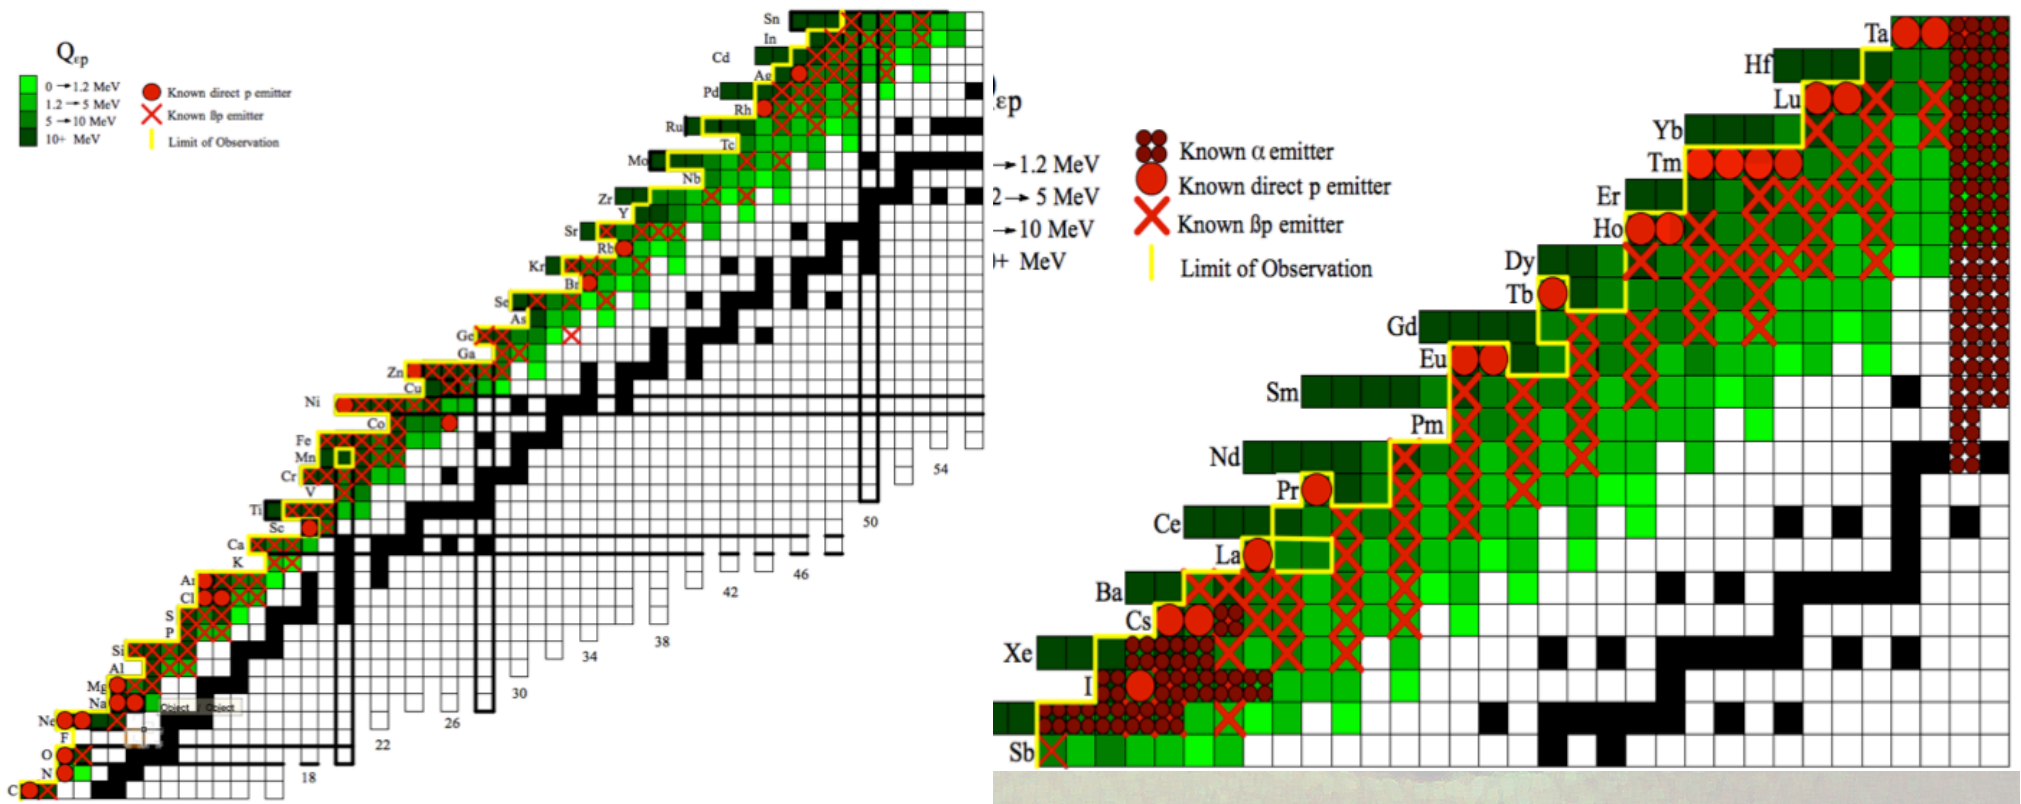 Qεp
0 → 1.2 MeV
1.2 → 5 MeV
5 → 10 MeV
10+ MeV
Known direct p emitter
Known ßp emitter
Limit of Observation
Sn
In
Cd
Ag
Pd
Rh
Ru
Tc
Mo
Nb
Zr
Y
Sr
Rb
Kr
Br
Se
As
Ge
Ga
Zn
Cu
Ni
Co
Fe
Mn
Cr
V
Ti
Sc
Ca
K
Ar
Cl
S
P
Si
Al
Mg
Na
Ne
F
O
N
C
Object / Object
18
22
26
30
34
38
42
46
50
54
εp
→ 1.2 MeV
2 → 5 MeV
→ 10 MeV
0+ MeV
Known α emitter
Known direct p emitter
Known ßp emitter
Limit of Observation
Ta
Hf
Lu
Yb
Tm
Er
Ho
Dy
Tb
Gd
Eu
Sm
Pm
Nd
Pr
Ce
La
Ba
Cs
Xe
I
Sb